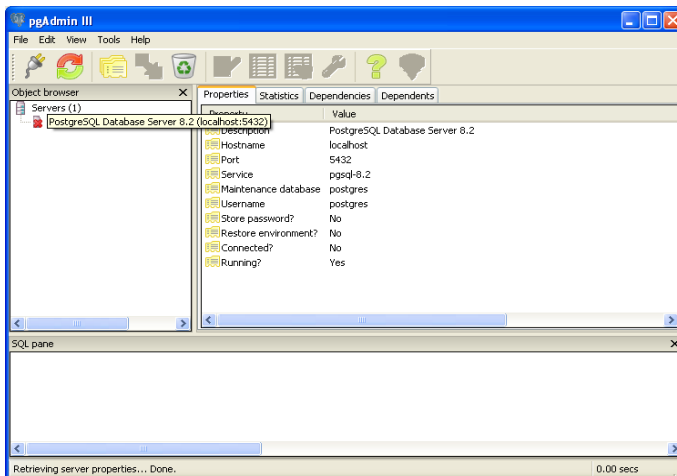 pgAdmin III
File Edit View Tools Help
Object browser
Servers (1)
PostgreSQL Database Server 8.2 (localhost:5432)
Properties Statistics Dependencies Dependents
Property Value
Description PostgreSQL Database Server 8.2
Hostname localhost
Port 5432
Service pgsql-8.2
Maintenance database postgres
Username postgres
Store password? No
Restore environment? No
Connected? No
Running? Yes
SQL pane
Retrieving server properties... Done. 0.00 secs